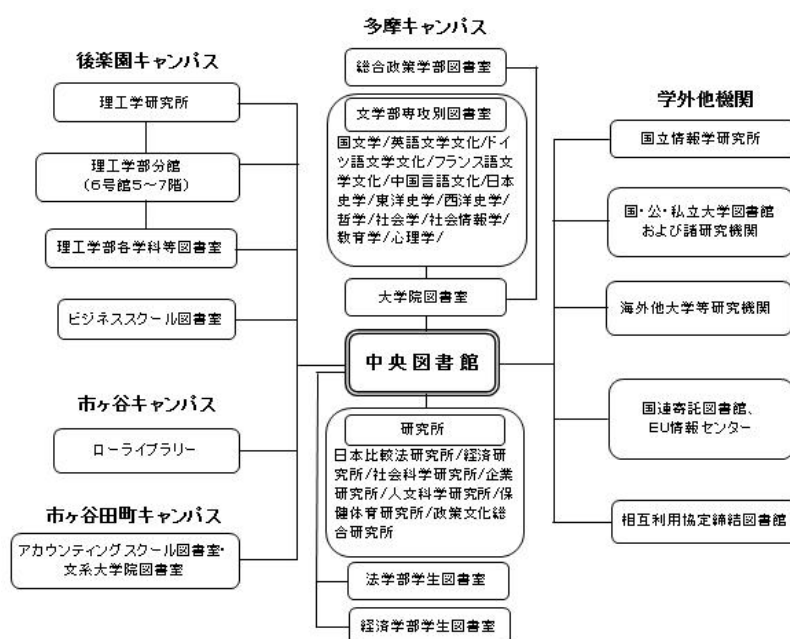 後楽園キャンパス
理工学研究所
理工学部分館
(6号館5～7階)
理工学部各学科等図書室
ビジネススクール図書室
市ヶ谷キャンパス
ローライブラリー
市ヶ谷田町キャンパス
アカウンティングスクール図書室・
文系大学院図書室
多摩キャンパス
総合政策学部図書室
文学部専攻別図書室
国文学/英語文学文化/ドイ
ツ語文学文化/フランス語文
学文化/中国言語文化/日本
史学/東洋史学/西洋史学/
哲学/社会学/社会情報学/
教育学/心理学/
大学院図書室
中央図書館
研究所
日本比較法研究所/経済研
究所/社会科学研究所/企業
研究所/人文科学研究所/保
健体育研究所/政策文化総
合研究所
法学部学生図書室
経済学部学生図書室
学外他機関
国立情報学研究所
国・公・私立大学図書館
および諸研究機関
海外他大学等研究機関
国連寄託図書館、
EU情報センター
相互利用協定締結図書館